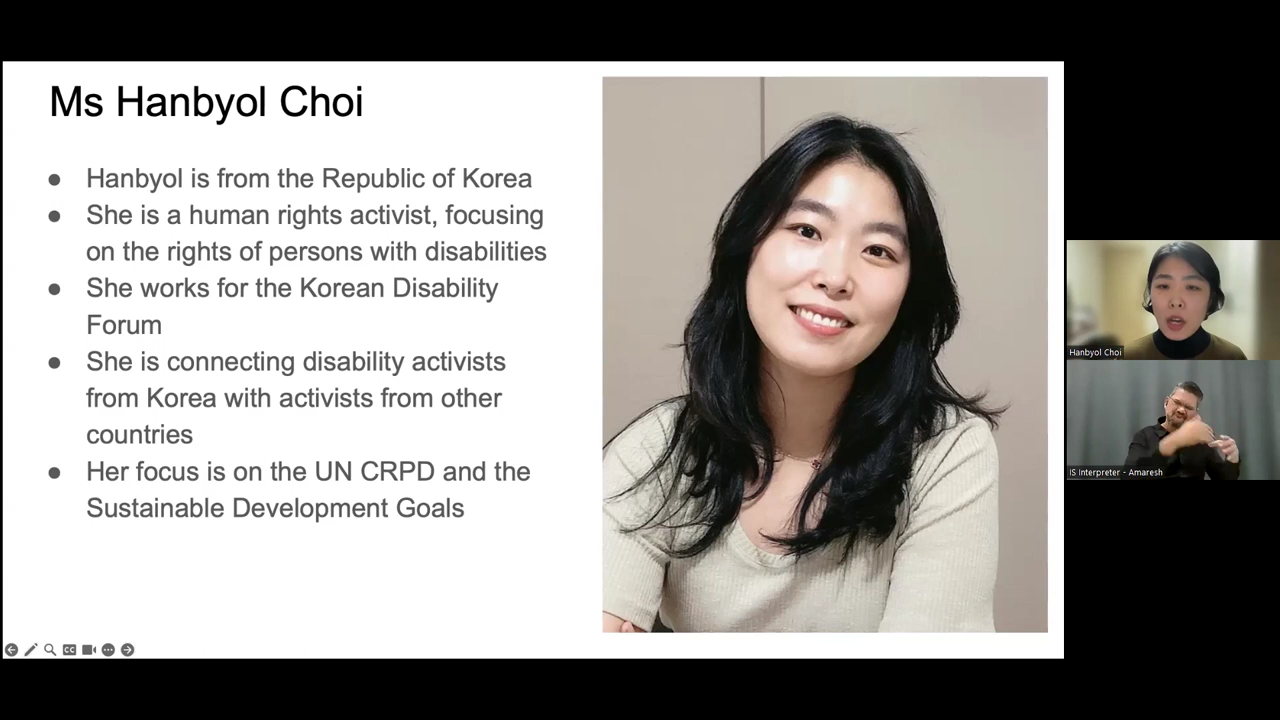 Ms Hanbyol Choi
● Hanbyol is from the Republic of Korea
● She is a human rights activist, focusing
on the rights of persons with disabilities
● She works for the Korean Disability
Forum
● She is connecting disability activists
from Korea with activists from other
countries
● Her focus is on the UN CRPD and the
Sustainable Development Goals
CC
Hanbyol Choi
IS Interpreter - Amaresh